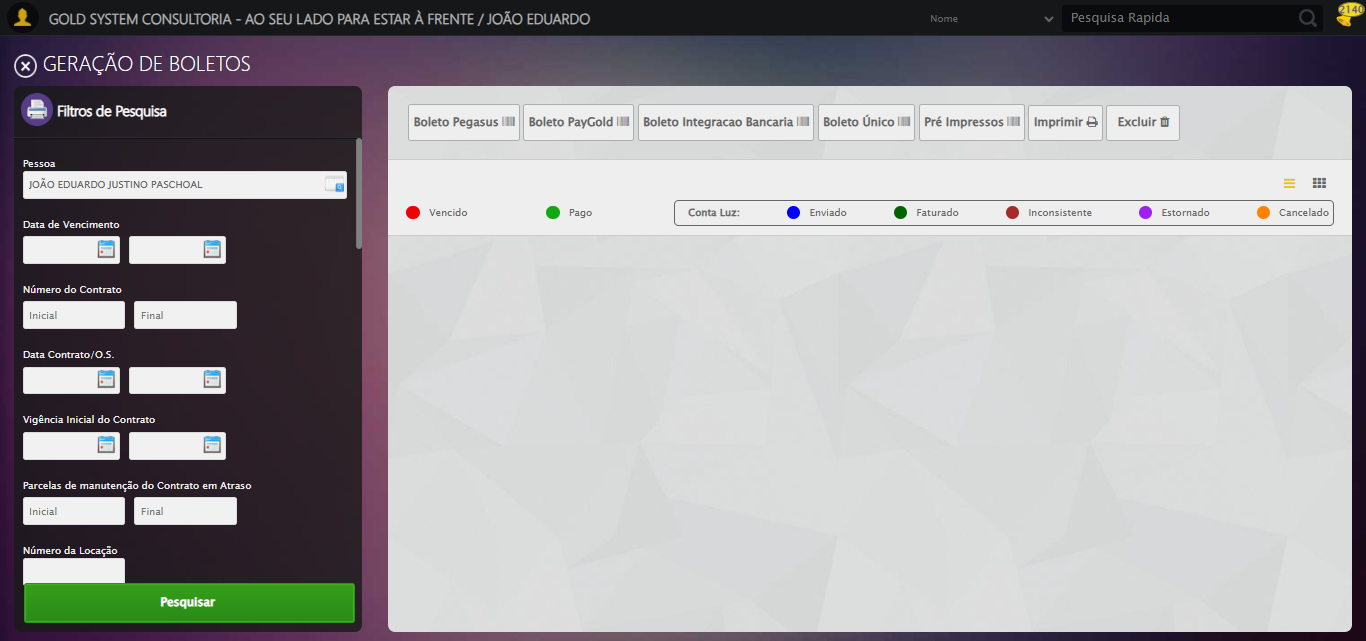 GOLD SYSTEM CONSULTORIA - AO SEU LADO PARA ESTAR À FRENTE / JOÃO EDUARDO
Nome
Pesquisa Rapida
2140
GERAÇÃO DE BOLETOS
Filtros de Pesquisa
Pessoa
JOÃO EDUARDO JUSTINO PASCHOAL
Data de Vencimento
Número do Contrato
Inicial
Final
Data Contrato/O.S.
Vigência Inicial do Contrato
Parcelas de manutenção do Contrato em Atraso
Inicial
Final
Número da Locação
Pesquisar
Boleto Pegasus
Boleto PayGold
Boleto Integracao Bancaria
Boleto Único
Pré Impressos
Imprimir
Excluir
Vencido
Pago
Conta Luz:
Enviado
Faturado
Inconsistente
Estornado
Cancelado